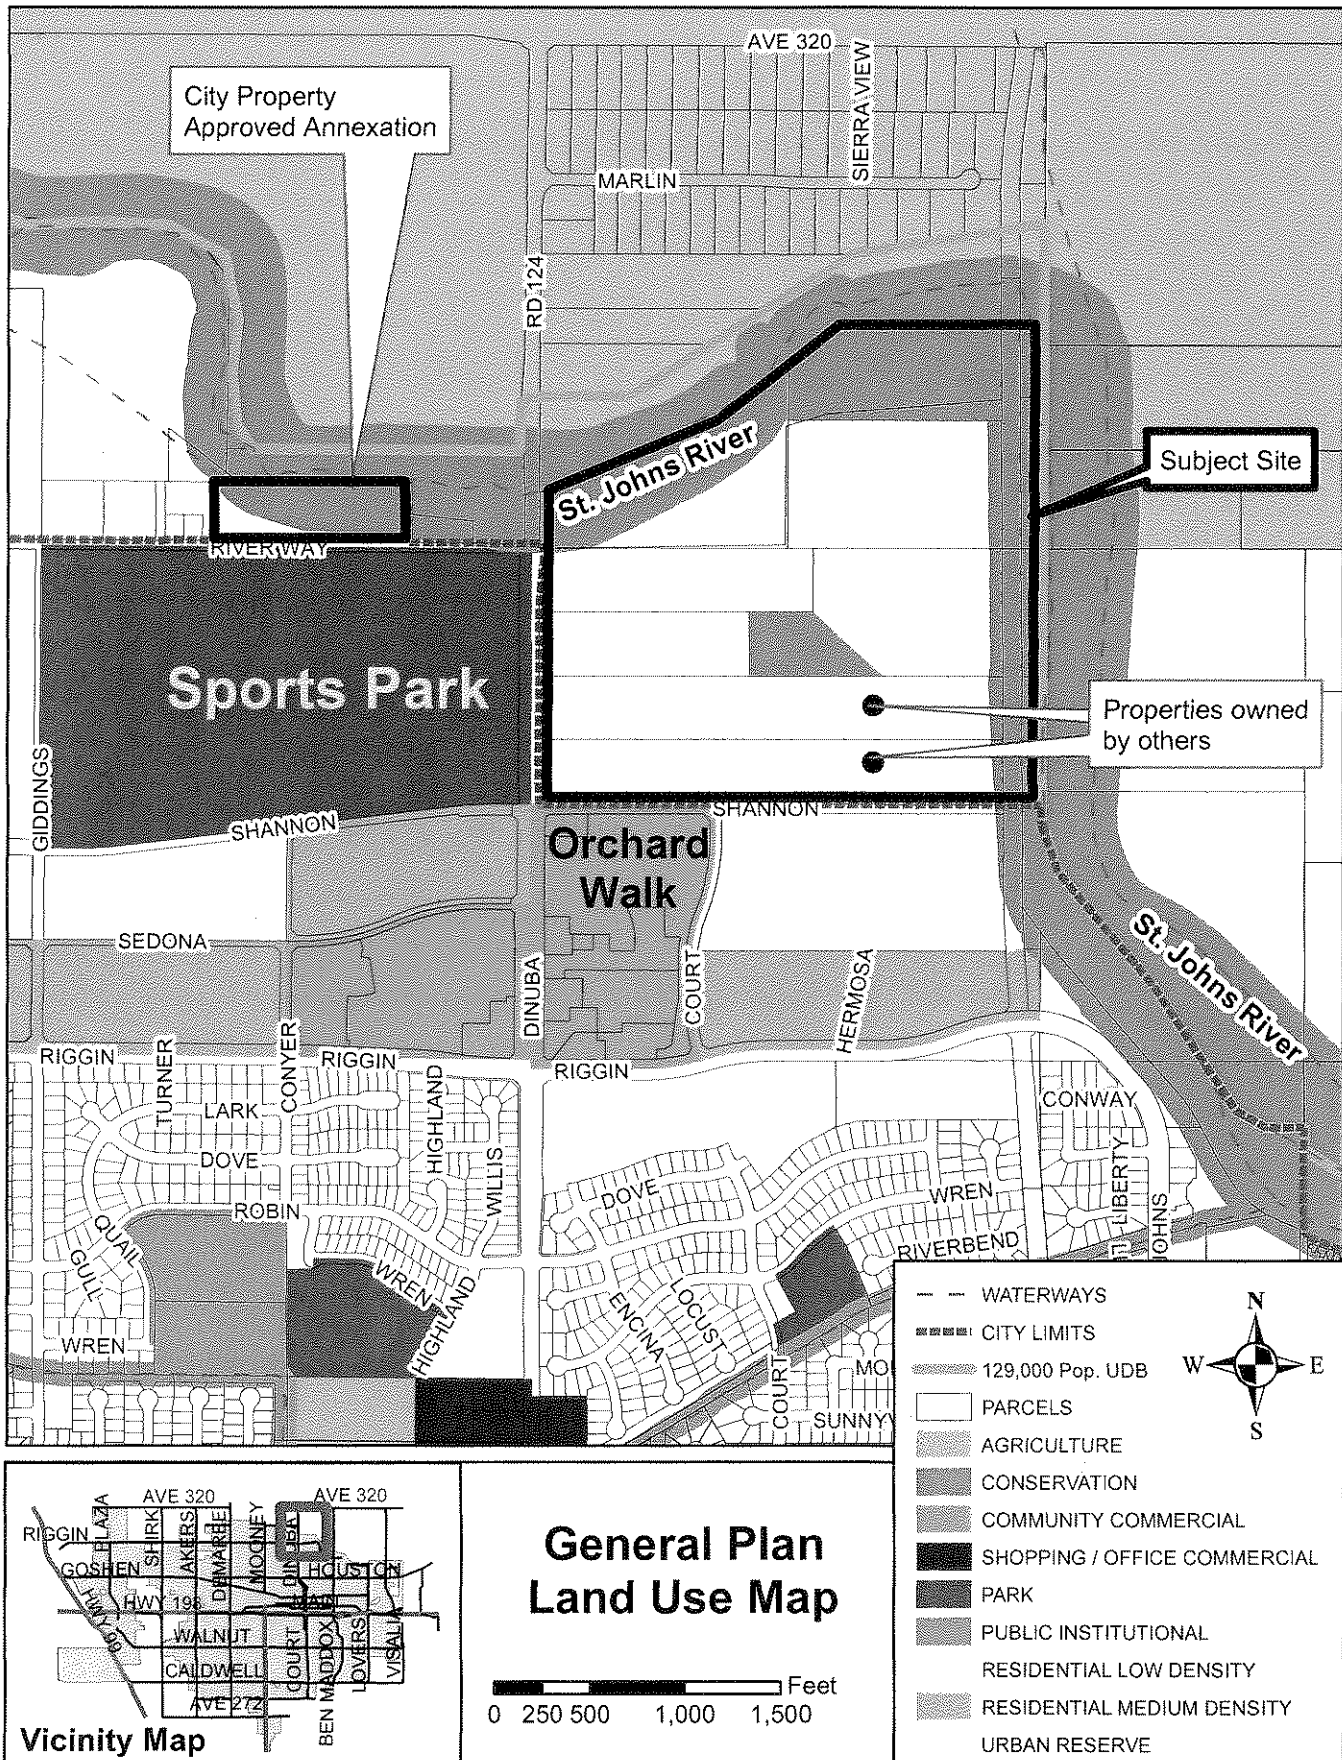 AVE 320
City Property
Approved Annexation
SIERRA VIEW
MARLIN
RD 124
St. Johns River
Subject Site
RIVER WAY
Sports Park
Properties owned
by others
GIDDINGS
SHANNON
SHANNON
Orchard
Walk
SEDONA
DINUBA
COURT
HERMOSA
St. Johns River
RIGGIN
TURNER
CONYER
RIGGIN
HIGHLAND
RIGGIN
LARK
CONWAY
DOVE
WILLIS
DOVE
WREN
LIBERTY
JOHNS
ROBIN
QUAIL
GULL
WREN
HIGHLAND
RIVERBEND
ENCINA
LOCUST
WREN
COURT
MO
SUNNYV
WATERWAYS
CITY LIMITS
129,000 Pop. UDB
PARCELS
AGRICULTURE
CONSERVATION
COMMUNITY COMMERCIAL
SHOPPING / OFFICE COMMERCIAL
PARK
PUBLIC INSTITUTIONAL
RESIDENTIAL LOW DENSITY
RESIDENTIAL MEDIUM DENSITY
URBAN RESERVE
N
W
E
S
AVE 320
AVE 320
PLAZA
SHIRK
AKERS
DEMAREE
MOONEY
DINUBA
RIGGIN
GOSHEN
HOUSTON
HWY 198
MAIN
HWY 99
WALNUT
CALDWELL
COURT
BEN MADDOX
LOVERS
VISALIA
AVE 272
Vicinity Map
General Plan
Land Use Map
Feet
0 250 500 1,000 1,500